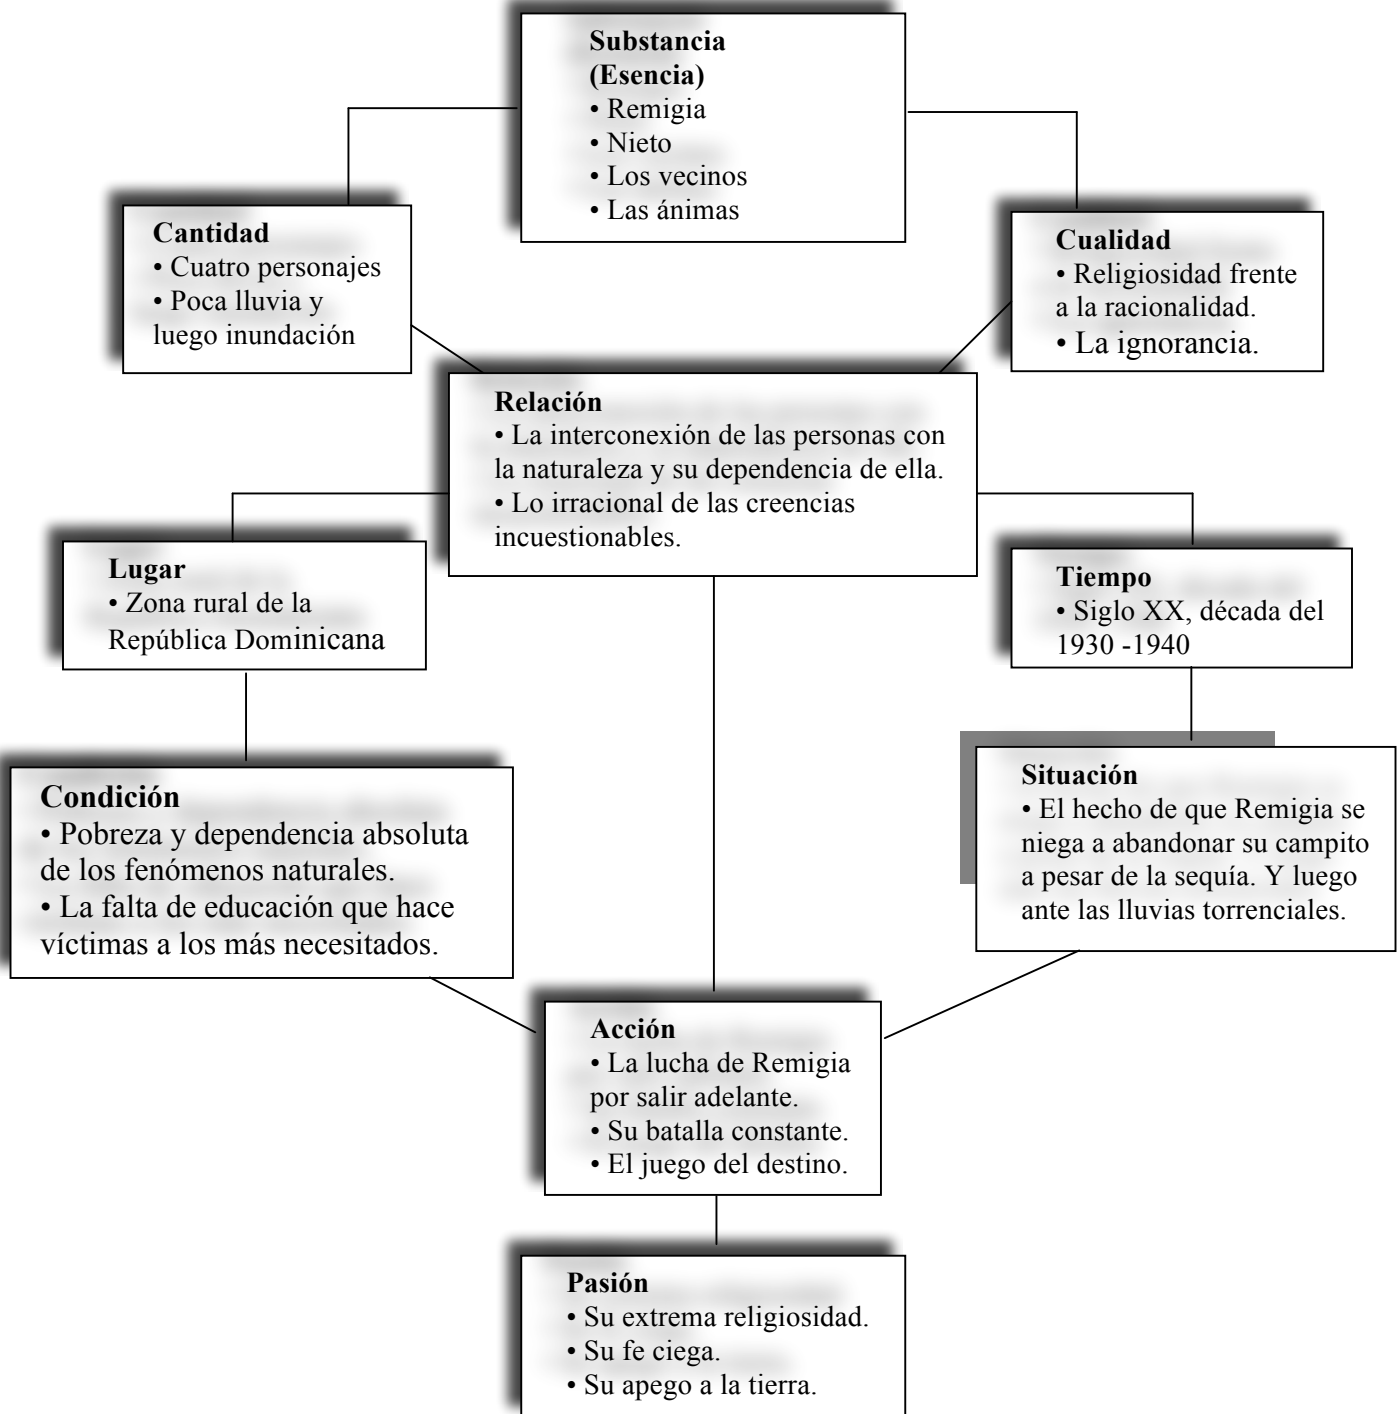 Substancia
(Esencia)
• Remigia
• Nieto
• Los vecinos
• Las ánimas
Cantidad
• Cuatro personajes
• Poca lluvia y
luego inundación
Cualidad
• Religiosidad frente
a la racionalidad.
• La ignorancia.
Relación
• La interconexión de las personas con
la naturaleza y su dependencia de ella.
• Lo irracional de las creencias
incuestionables.
Lugar
• Zona rural de la
República Dominicana
Tiempo
• Siglo XX, década del
1930 -1940
Condición
• Pobreza y dependencia absoluta
de los fenómenos naturales.
• La falta de educación que hace
víctimas a los más necesitados.
Situación
• El hecho de que Remigia se
niega a abandonar su campito
a pesar de la sequía. Y luego
ante las lluvias torrenciales.
Acción
• La lucha de Remigia
por salir adelante.
• Su batalla constante.
• El juego del destino.
Pasión
• Su extrema religiosidad.
• Su fe ciega.
• Su apego a la tierra.